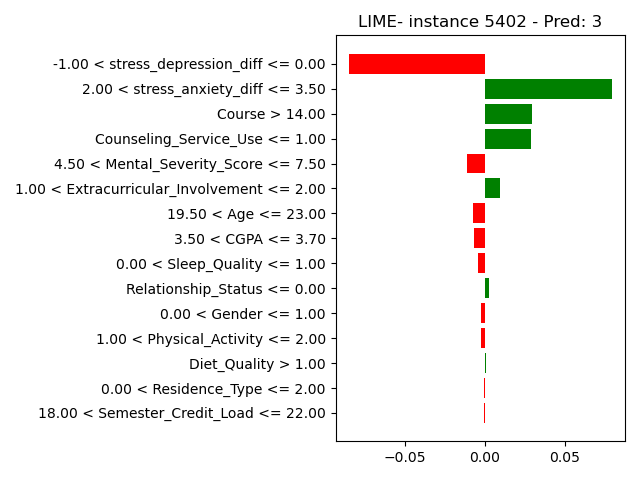 LIME- instance 5402 - Pred: 3
-1.00 < stress_depression_diff <= 0.00
2.00 < stress_anxiety_diff <= 3.50
Course > 14.00
Counseling_Service_Use <= 1.00
4.50 < Mental_Severity_Score <= 7.50
1.00 < Extracurricular_Involvement <= 2.00
19.50 < Age <= 23.00
3.50 < CGPA <= 3.70
0.00 < Sleep_Quality <= 1.00
Relationship_Status <= 0.00
0.00 < Gender <= 1.00
1.00 < Physical_Activity <= 2.00
Diet_Quality > 1.00
0.00 < Residence_Type <= 2.00
18.00 < Semester_Credit_Load <= 22.00
−0.05 0.00 0.05